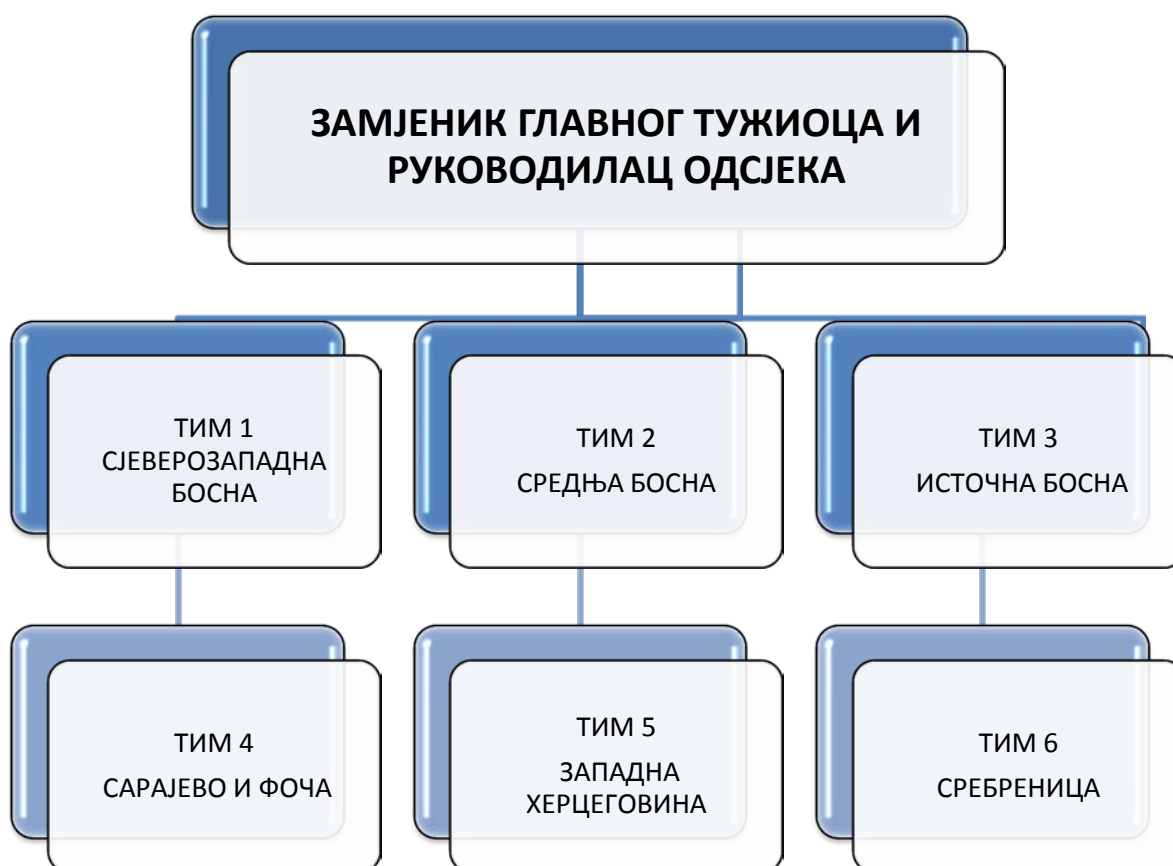 ЗАМЈЕНИК ГЛАВНОГ ТУЖИОЦА И
РУКОВОДИЛАЦ ОДСЈЕКА
ТИМ 1
СЈЕВЕРОЗАПАДНА
БОСНА
ТИМ 2
СРЕДЊА БОСНА
ТИМ 3
ИСТОЧНА БОСНА
ТИМ 4
САРАЈЕВО И ФОЧА
ТИМ 5
ЗАПАДНА
ХЕРЦЕГОВИНА
ТИМ 6
СРЕБРЕНИЦА